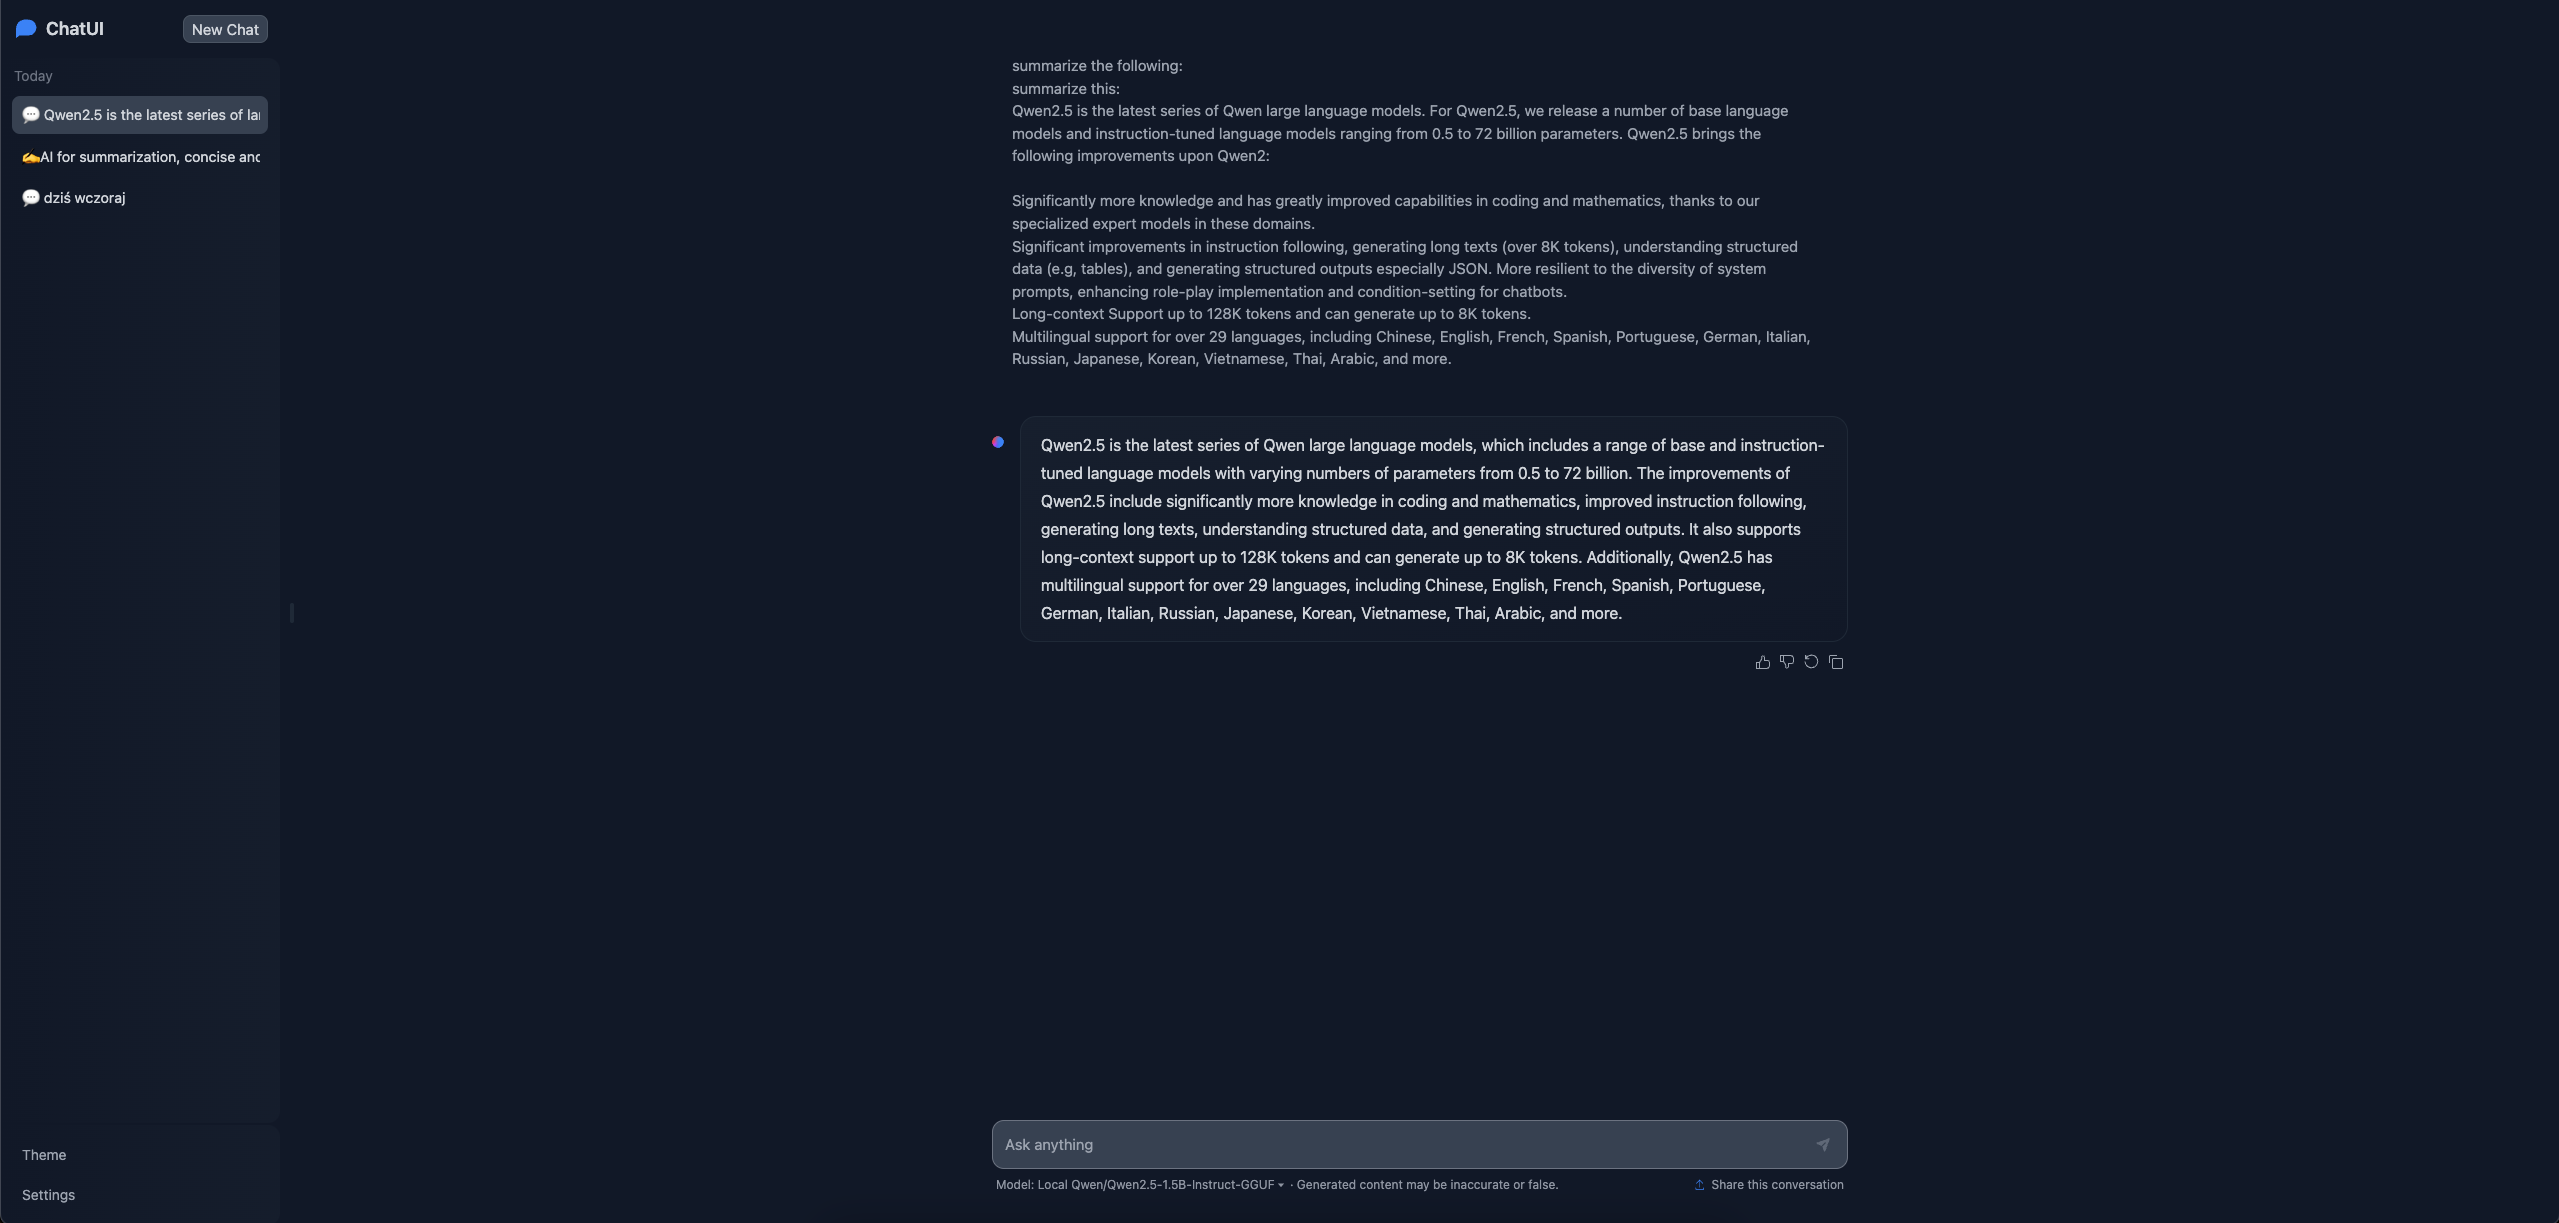 ChatUI
New Chat
Today
💬 Qwen2.5 is the latest series of la
✍️AI for summarization, concise and
💬 dziś wczoraj
Theme
Settings
summarize the following:
summarize this:
Qwen2.5 is the latest series of Qwen large language models. For Qwen2.5, we release a number of base language
models and instruction-tuned language models ranging from 0.5 to 72 billion parameters. Qwen2.5 brings the
following improvements upon Qwen2:
Significantly more knowledge and has greatly improved capabilities in coding and mathematics, thanks to our
specialized expert models in these domains.
Significant improvements in instruction following, generating long texts (over 8K tokens), understanding structured
data (e.g, tables), and generating structured outputs especially JSON. More resilient to the diversity of system
prompts, enhancing role-play implementation and condition-setting for chatbots.
Long-context Support up to 128K tokens and can generate up to 8K tokens.
Multilingual support for over 29 languages, including Chinese, English, French, Spanish, Portuguese, German, Italian,
Russian, Japanese, Korean, Vietnamese, Thai, Arabic, and more.
Qwen2.5 is the latest series of Qwen large language models, which includes a range of base and instruction-
tuned language models with varying numbers of parameters from 0.5 to 72 billion. The improvements of
Qwen2.5 include significantly more knowledge in coding and mathematics, improved instruction following,
generating long texts, understanding structured data, and generating structured outputs. It also supports
long-context support up to 128K tokens and can generate up to 8K tokens. Additionally, Qwen2.5 has
multilingual support for over 29 languages, including Chinese, English, French, Spanish, Portuguese,
German, Italian, Russian, Japanese, Korean, Vietnamese, Thai, Arabic, and more.
Ask anything
Model: Local Qwen/Qwen2.5-1.5B-Instruct-GGUF · Generated content may be inaccurate or false.
Share this conversation